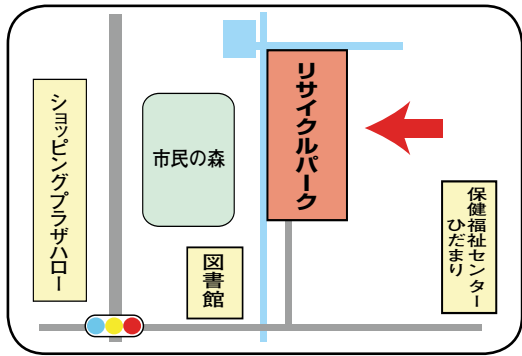 ショッピングプラザハロー
市民の森
図書館
リサイクルパーク
保健福祉センター
ひだまり